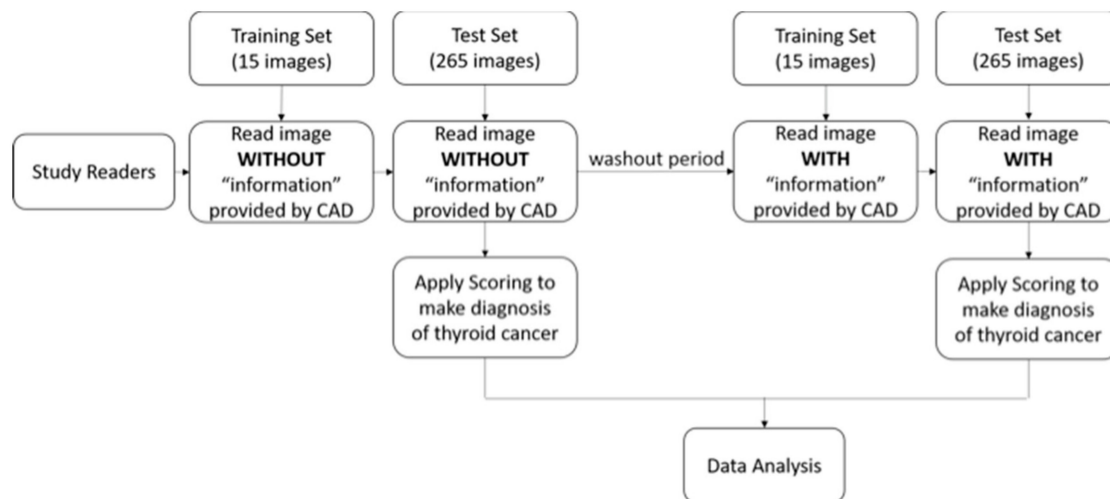 Training Set
(15 images)
Test Set
(265 images)
Training Set
(15 images)
Test Set
(265 images)
Study Readers
Read image
WITHOUT
“information”
provided by CAD
Read image
WITHOUT
“information”
provided by CAD
washout period
Read image
WITH
“information”
provided by CAD
Read image
WITH
“information”
provided by CAD
Apply Scoring to
make diagnosis
of thyroid cancer
Apply Scoring to
make diagnosis
of thyroid cancer
Data Analysis